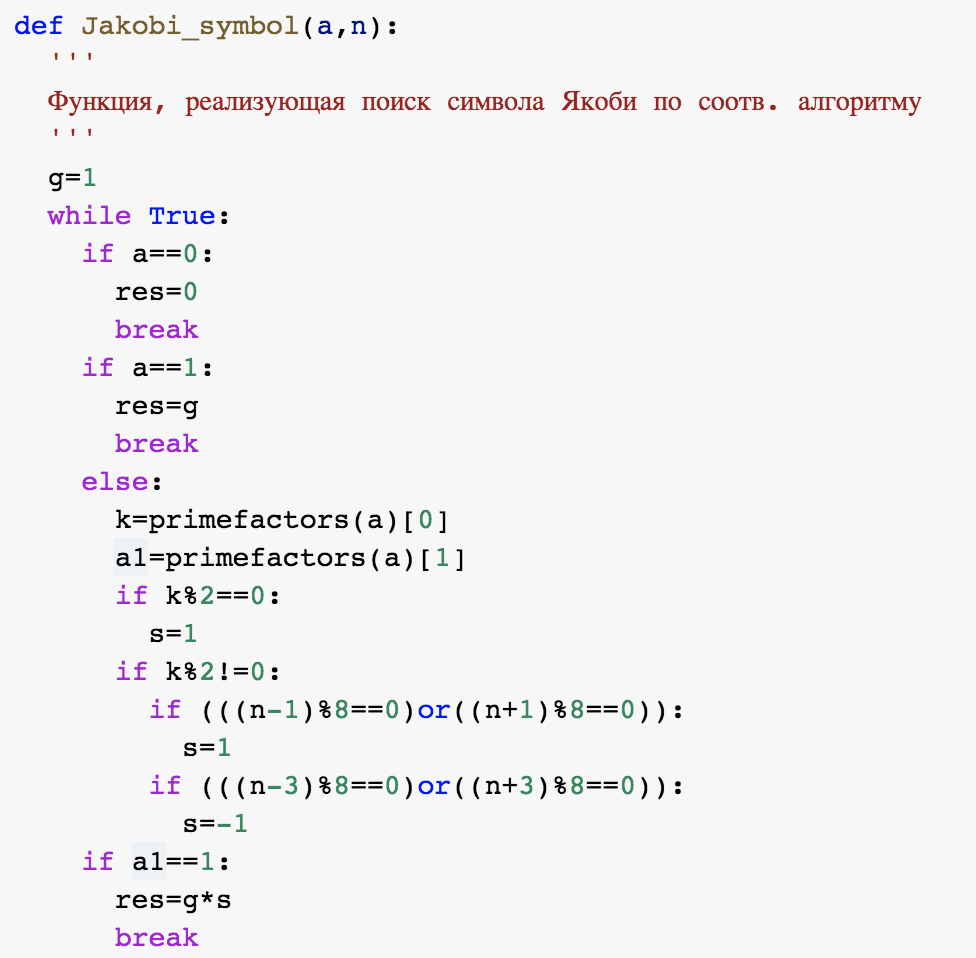 def Jakobi_symbol(a,n):
  '''
  Функция, реализующая поиск символа Якоби по соотв. алгоритму
  '''
  g=1
  while True:
    if a==0:
      res=0
      break
    if a==1:
      res=g
      break
    else:
      k=primefactors(a)[0]
      a1=primefactors(a)[1]
      if k%2==0:
        s=1
      if k%2!=0:
        if (((n-1)%8==0)or((n+1)%8==0)):
          s=1
        if (((n-3)%8==0)or((n+3)%8==0)):
          s=-1
    if a1==1:
      res=g*s
      break